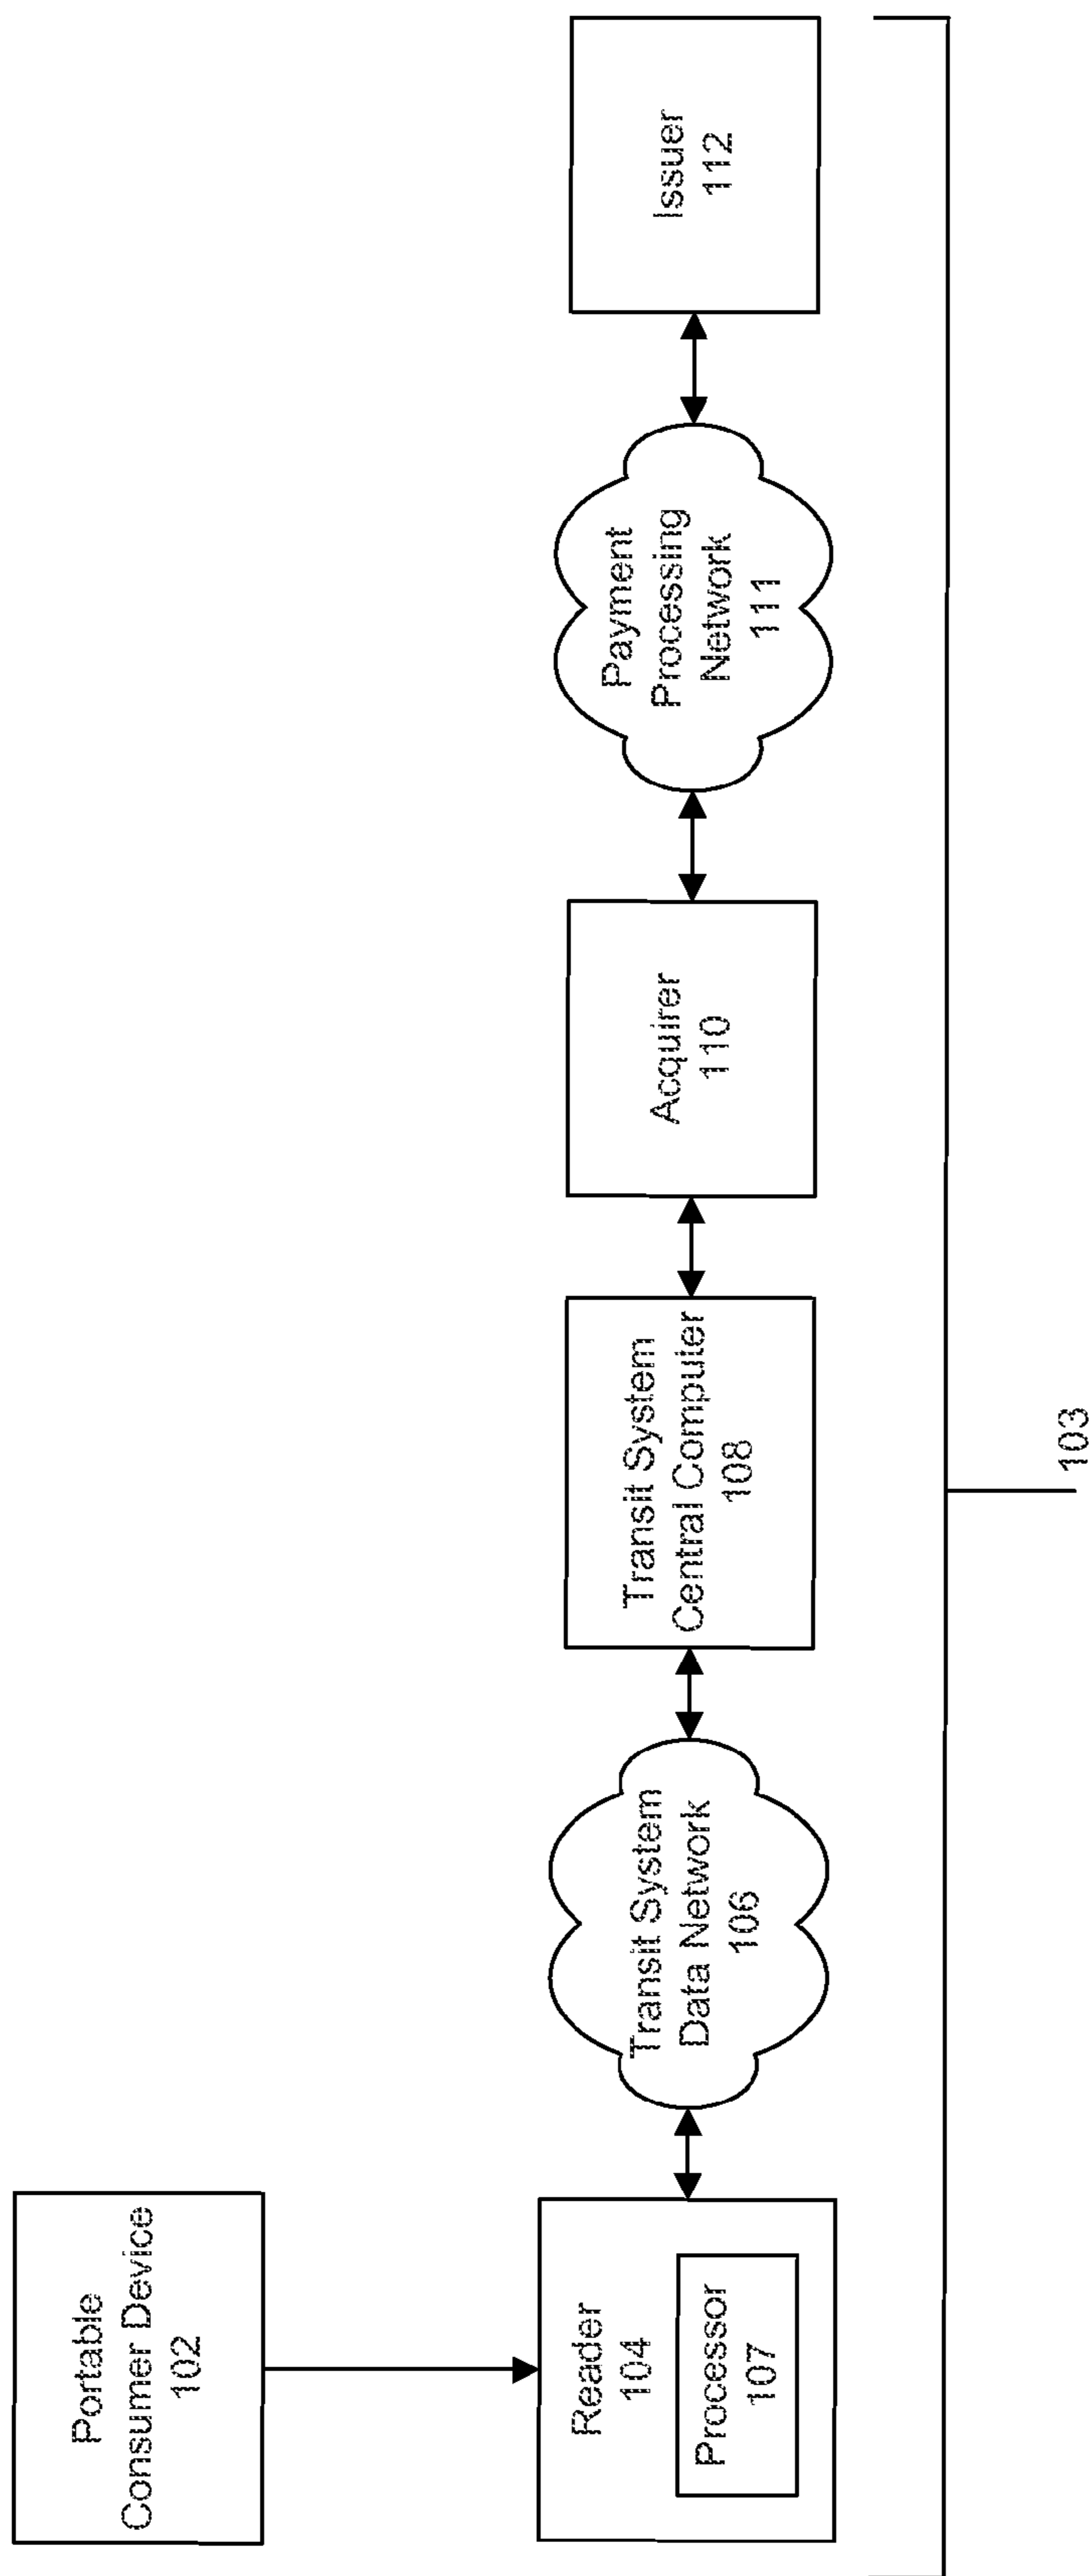 Portable
Consumer Device
102
Reader
104
Processor
107
Transit System
Data Network
106
Transit System
Central Computer
108
Acquirer
110
Payment
Processing
Network
111
Issuer
112
103